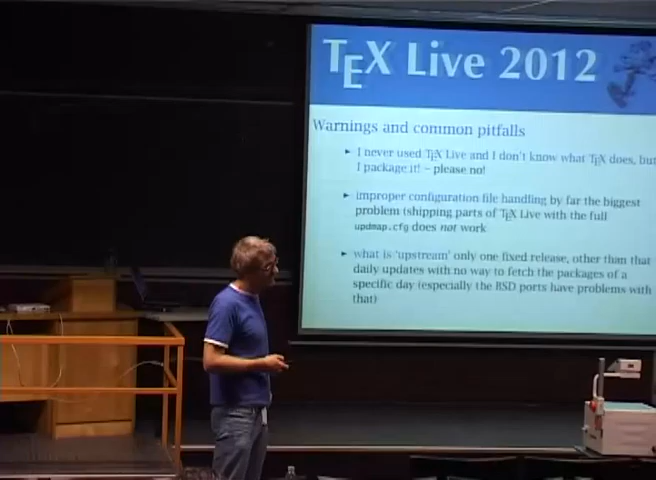 TEX Live 2012
Warnings and common pitfalls
I never used TEX Live and I don't know what TEX does, but
I package it! – please no!
improper configuration file handling by far the biggest
problem (shipping parts of TEX Live with the full
updmap.cfg does not work
what is 'upstream' only one fixed release, other than that
daily updates with no way to fetch the packages of a
specific day (especially the BSD ports have problems with
that)